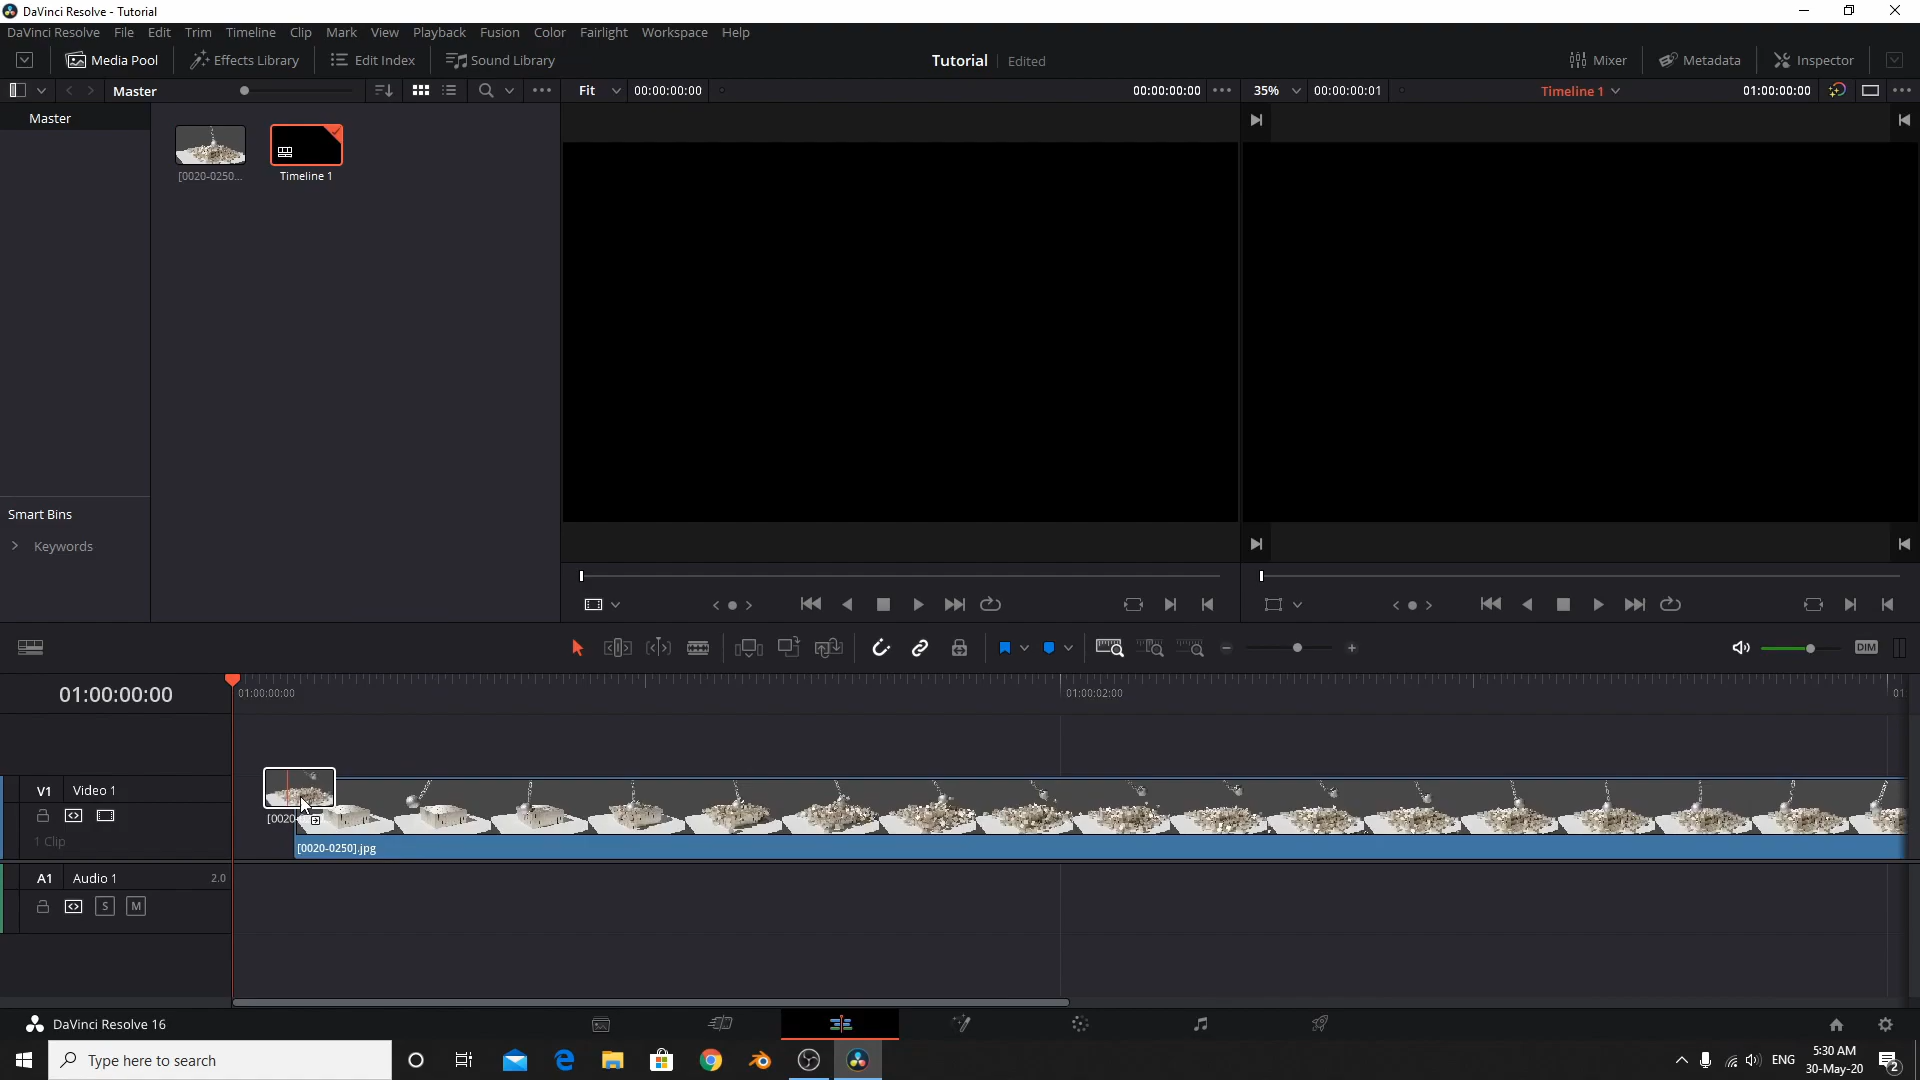 DaVinci Resolve - Tutorial
DaVinci Resolve File Edit Trim Timeline Clip Mark View Playback Fusion Color Fairlight Workspace Help
Media Pool Effects Library Edit Index Sound Library Tutorial Edited Mixer Metadata Inspector
Master Fit 00:00:00:00 00:00:00:00 35% 00:00:00:01 Timeline 1 01:00:00:00
Master
[0020-0250... Timeline 1
Smart Bins
Keywords
DIM
01:00:00:00 01:00:00:00 01:00:02:00 01
V1 Video 1
[0020
1 Clip
[0020-0250].jpg
A1 Audio 1 2.0
S M
DaVinci Resolve 16
Type here to search
ENG
5:30 AM
30-May-20
2